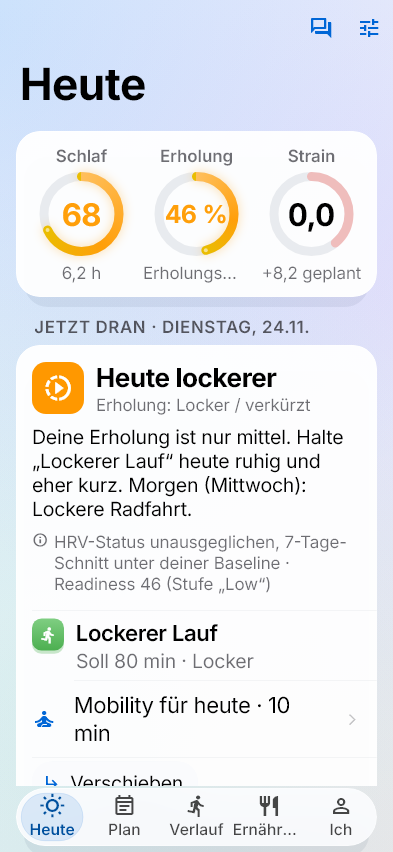 Heute
Schlaf
Erholung
Strain
68
46 %
0,0
6,2 h
Erholungs...
+8,2 geplant
JETZT DRAN · DIENSTAG, 24.11.
Heute lockerer
Erholung: Locker / verkürzt
Deine Erholung ist nur mittel. Halte
„Lockerer Lauf“ heute ruhig und
eher kurz. Morgen (Mittwoch):
Lockere Radfahrt.
HRV-Status unausgeglichen, 7-Tage-
Schnitt unter deiner Baseline ·
Readiness 46 (Stufe „Low“)
Lockerer Lauf
Soll 80 min · Locker
Mobility für heute · 10
min
Verschieben
Heute
Plan
Verlauf
Ernähr...
Ich